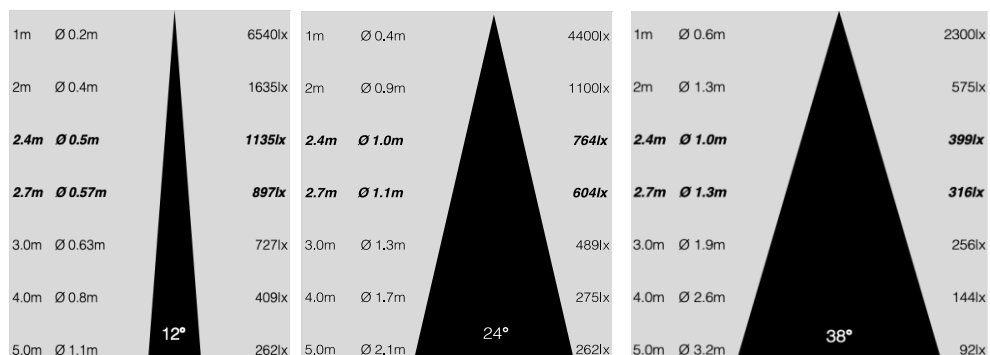 1m Ø 0.2m 6540lx
2m Ø 0.4m 1635lx
2.4m Ø 0.5m 1135lx
2.7m Ø 0.57m 897lx
3.0m Ø 0.63m 727lx
4.0m Ø 0.8m 409lx
12°
5.0m Ø 1.1m 262lx
1m Ø 0.4m 4400lx
2m Ø 0.9m 1100lx
2.4m Ø 1.0m 764lx
2.7m Ø 1.1m 604lx
3.0m Ø 1.3m 489lx
4.0m Ø 1.7m 275lx
24°
5.0m Ø 2.1m 262lx
1m Ø 0.6m 2300lx
2m Ø 1.3m 575lx
2.4m Ø 1.0m 399lx
2.7m Ø 1.3m 316lx
3.0m Ø 1.9m 256lx
4.0m Ø 2.6m 144lx
38°
5.0m Ø 3.2m 92lx